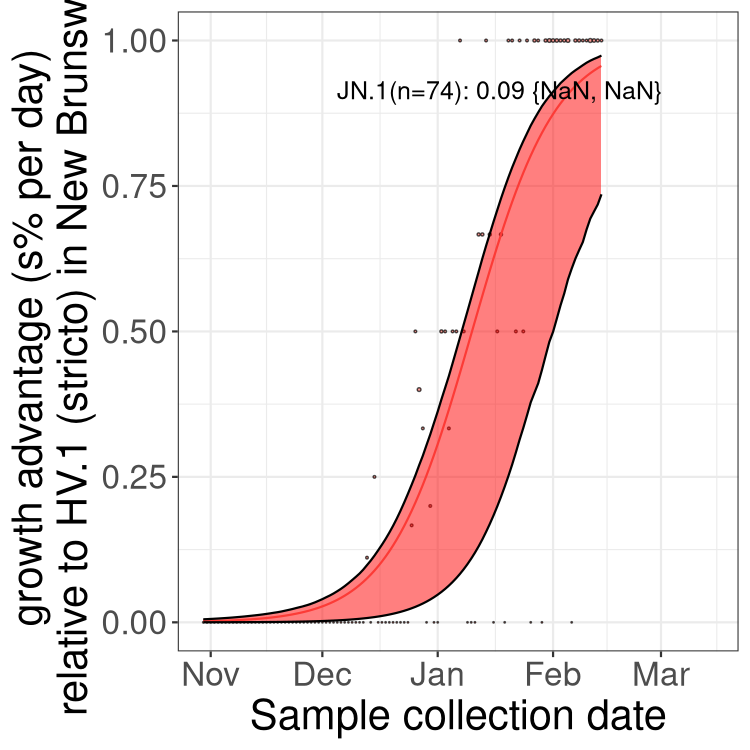 growth advantage (s% per day)
relative to HV.1 (stricto) in New Brunsw
1.00
0.75
0.50
0.25
0.00
JN.1(n=74): 0.09 {NaN, NaN}
Nov Dec Jan Feb Mar
Sample collection date